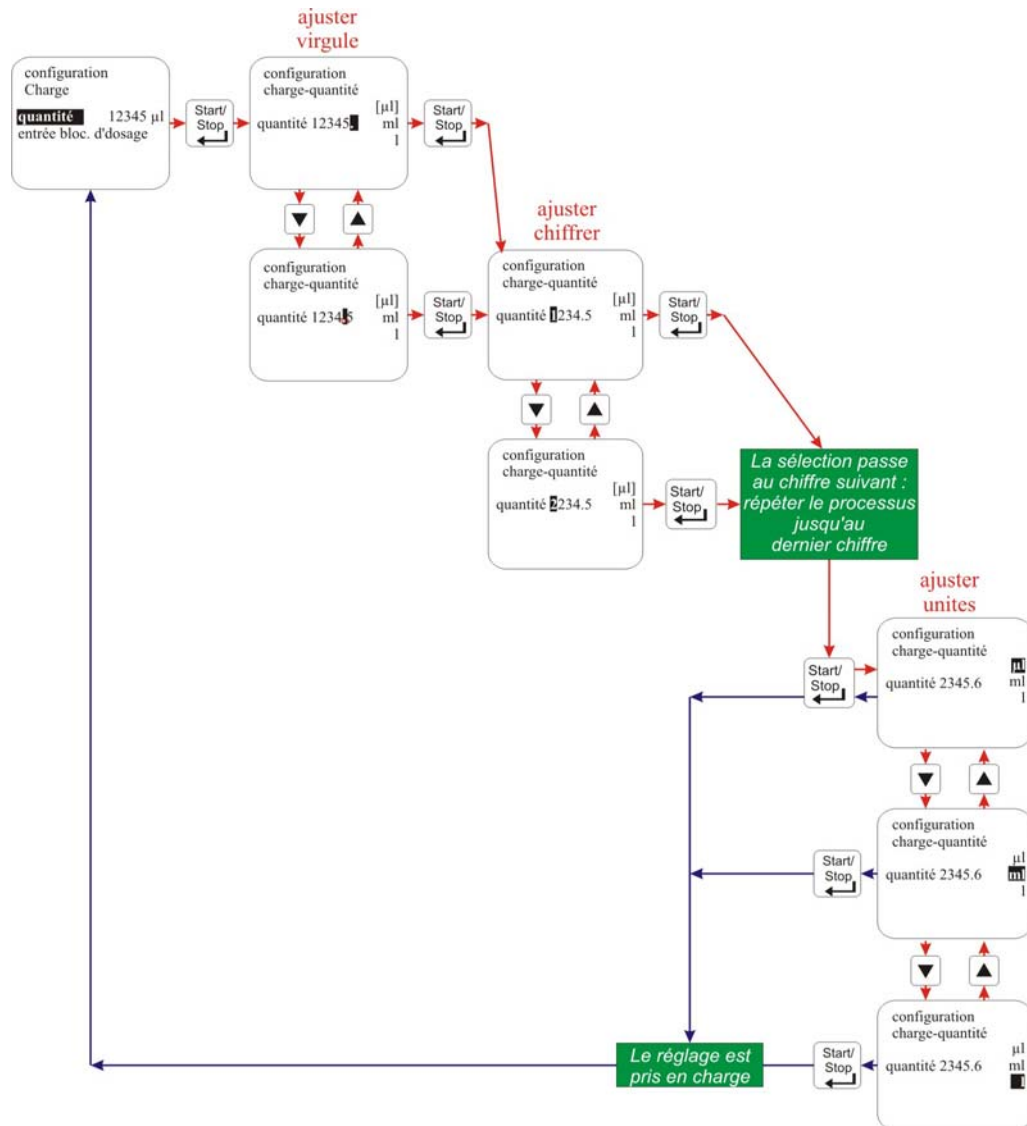 ajuster
virgule
configuration
Charge
quantité 12345 µl
entrée bloc. d'dosage
Start/
Stop
configuration
charge-quantité
[µl]
quantité 12345, ml
l
Start/
Stop
configuration
charge-quantité
[µl]
quantité 1234,5 ml
l
Start/
Stop
ajuster
chiffrer
configuration
charge-quantité
[µl]
quantité 1234.5 ml
l
Start/
Stop
configuration
charge-quantité
[µl]
quantité 2234.5 ml
l
Start/
Stop
La sélection passe
au chiffre suivant :
répéter le processus
jusqu'au
dernier chiffre
ajuster
unites
Start/
Stop
configuration
charge-quantité
µl
quantité 2345.6 ml
l
Start/
Stop
configuration
charge-quantité
µl
quantité 2345.6 ml
l
Le réglage est
pris en charge
Start/
Stop
configuration
charge-quantité
µl
quantité 2345.6 ml
l